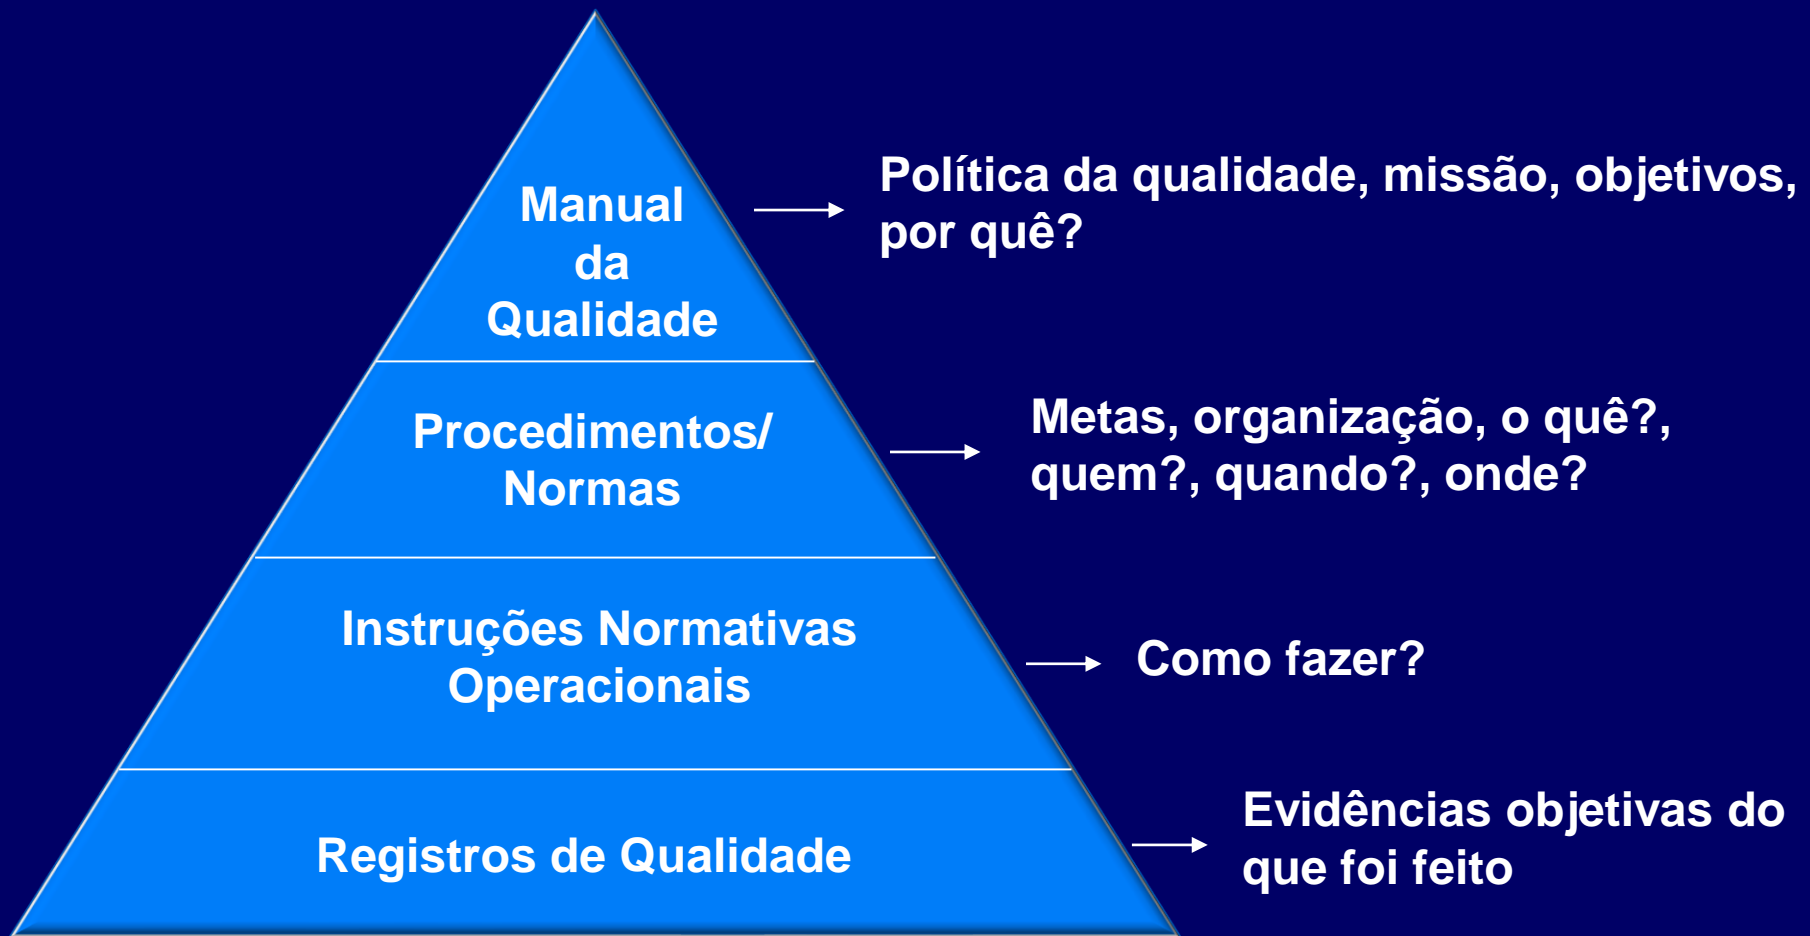 Manual
da
Qualidade
Política da qualidade, missão, objetivos,
por quê?
Procedimentos/
Normas
Metas, organização, o quê?,
quem?, quando?, onde?
Instruções Normativas
Operacionais
Como fazer?
Registros de Qualidade
Evidências objetivas do
que foi feito